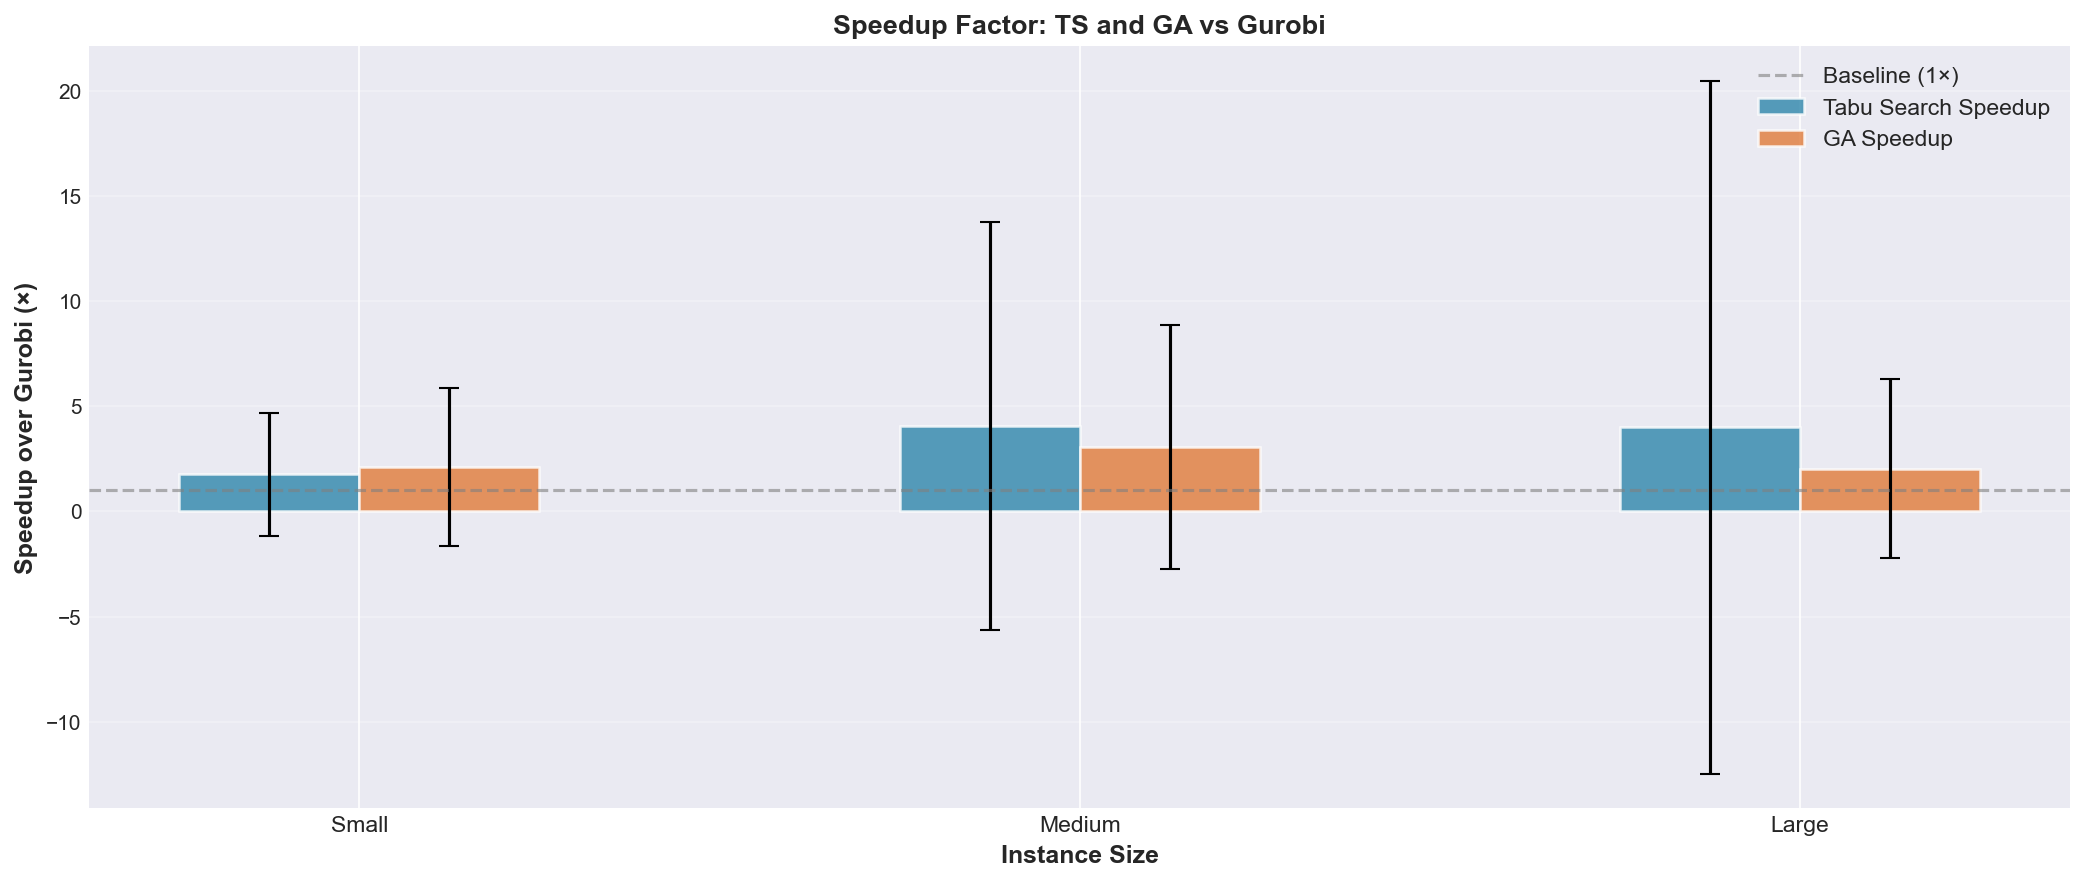 Speedup Factor: TS and GA vs Gurobi
Baseline (1×)
Tabu Search Speedup
GA Speedup
Speedup over Gurobi (×)
20
15
10
5
0
−5
−10
Small
Medium
Large
Instance Size